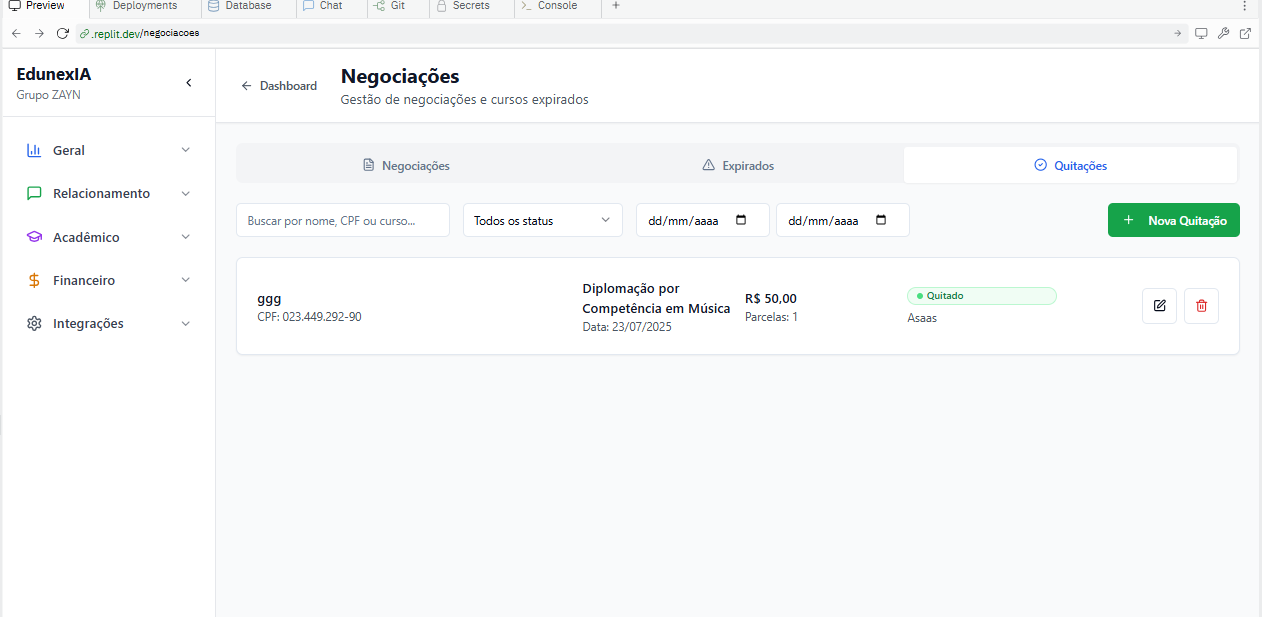 Preview
Deployments
Database
Chat
Git
Secrets
Console
.replit.dev/negociacoes
EdunexIA
Grupo ZAYN
Geral
Relacionamento
Acadêmico
Financeiro
Integrações
Dashboard
Negociações
Gestão de negociações e cursos expirados
Negociações
Expirados
Quitações
Buscar por nome, CPF ou curso...
Todos os status
dd/mm/aaaa
dd/mm/aaaa
+ Nova Quitação
ggg
CPF: 023.449.292-90
Diplomação por
Competência em Música
Data: 23/07/2025
R$ 50,00
Parcelas: 1
Quitado
Asaas